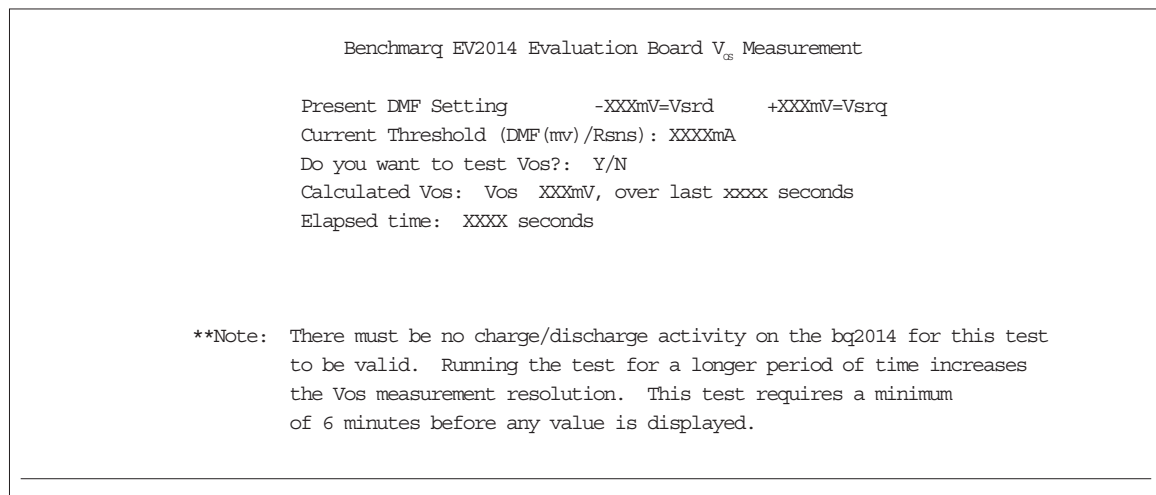 Benchmarq EV2014 Evaluation Board Vos Measurement
Present DMF Setting -XXXmV=Vsrd +XXXmV=Vsrq
Current Threshold (DMF(mv)/Rsns): XXXXmA
Do you want to test Vos?: Y/N
Calculated Vos: Vos XXXmV, over last xxxx seconds
Elapsed time: XXXX seconds
**Note: There must be no charge/discharge activity on the bq2014 for this test
to be valid. Running the test for a longer period of time increases
the Vos measurement resolution. This test requires a minimum
of 6 minutes before any value is displayed.